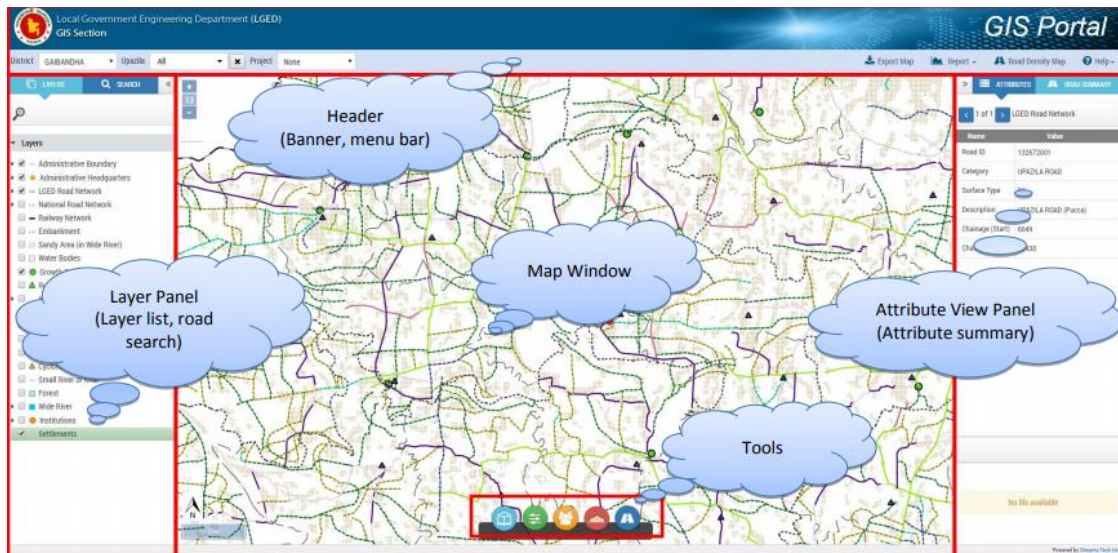 Local Government Engineering Department (LGED)
GIS Section
GIS Portal
District GAIBANDHA Upazila All Project None
Export Map Report Road Density Map Help
LAYERS SEARCH
Header
(Banner, menu bar)
ATTRIBUTES ROAD SUMMARY
1 of 1 LGED Road Network
Name Value
Road ID 132672001
Category UPAZILA ROAD
Surface Type
Description UPAZILA ROAD (Pucca)
Chainage (Start) 6049
13
Layers
Administrative Boundary
Administrative Headquarters
LGED Road Network
National Road Network
Railway Network
Embankment
Sandy Area (in Wide River)
Water Bodies
Map Window
Layer Panel
(Layer list, road
search)
Attribute View Panel
(Attribute summary)
Forest
Wide River
Institutions
Settlements
Tools
N
No file available
Powered by